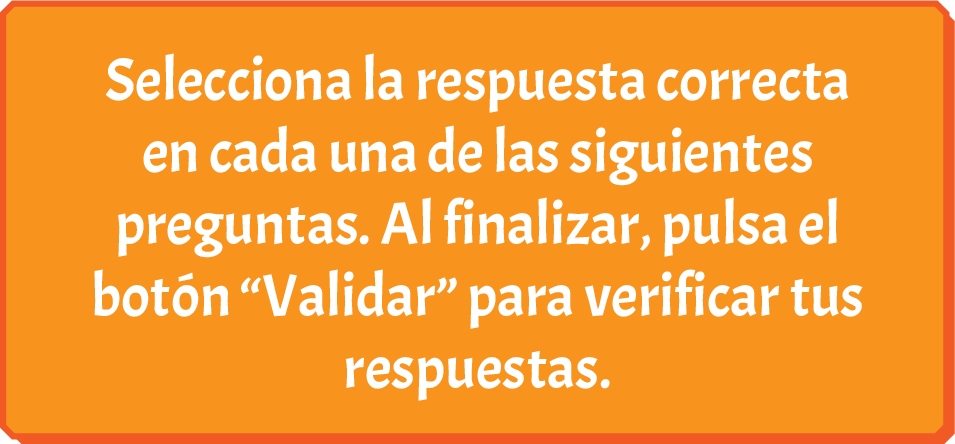 Selecciona la respuesta correcta
en cada una de las siguientes
preguntas. Al finalizar, pulsa el
botón “Validar” para verificar tus
respuestas.